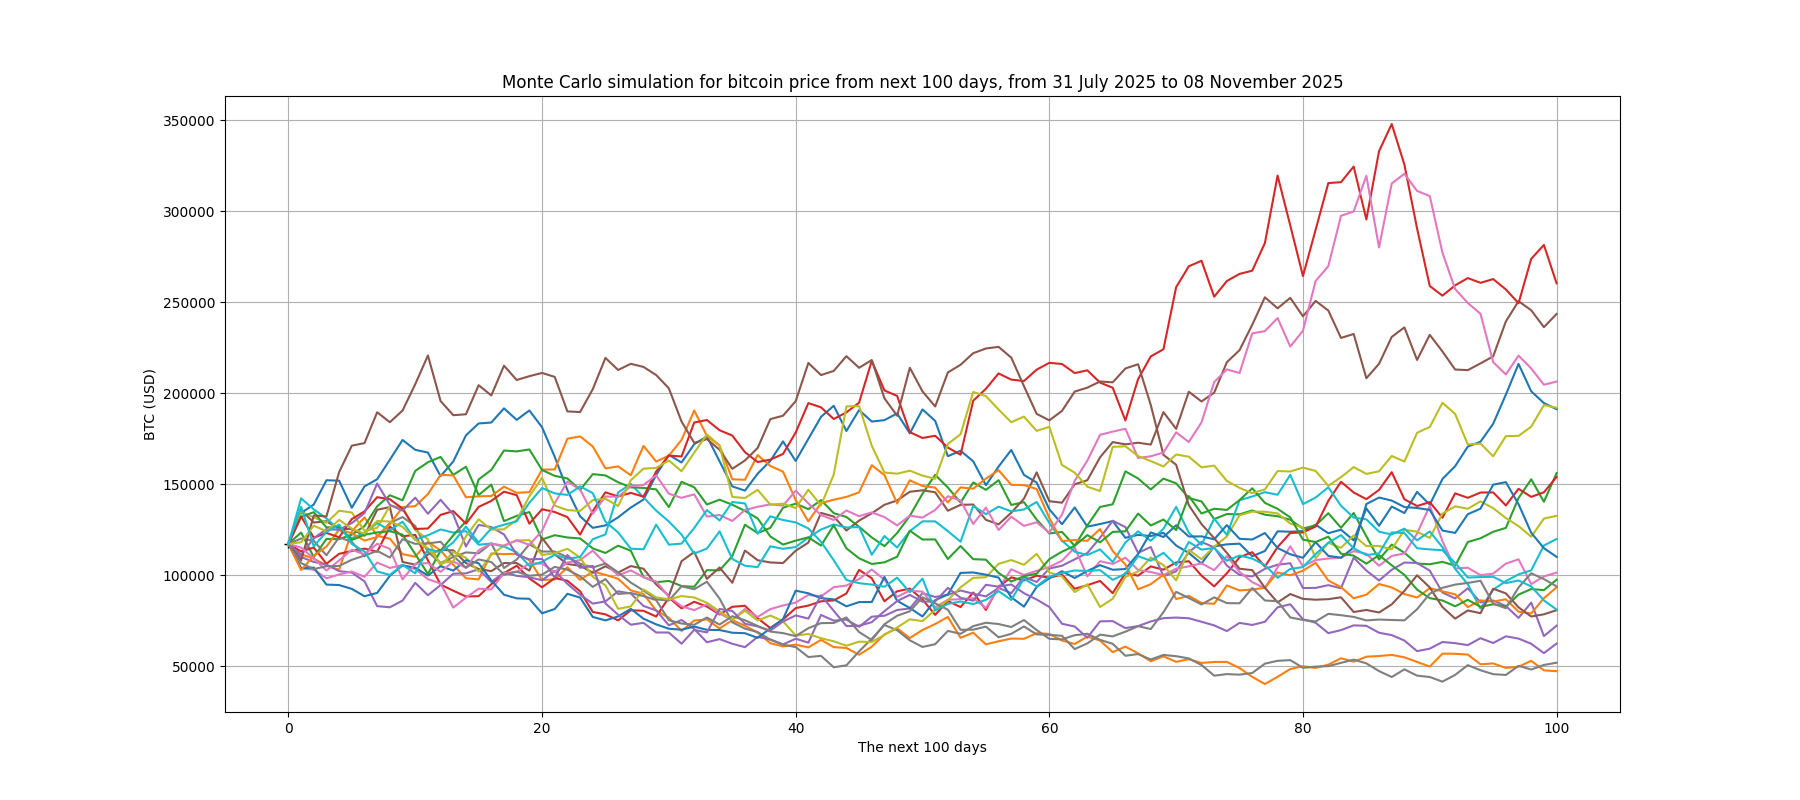 Monte Carlo simulation for bitcoin price from next 100 days, from 31 July 2025 to 08 November 2025
350000
300000
250000
200000
150000
100000
50000
BTC (USD)
0 20 40 60 80 100
The next 100 days